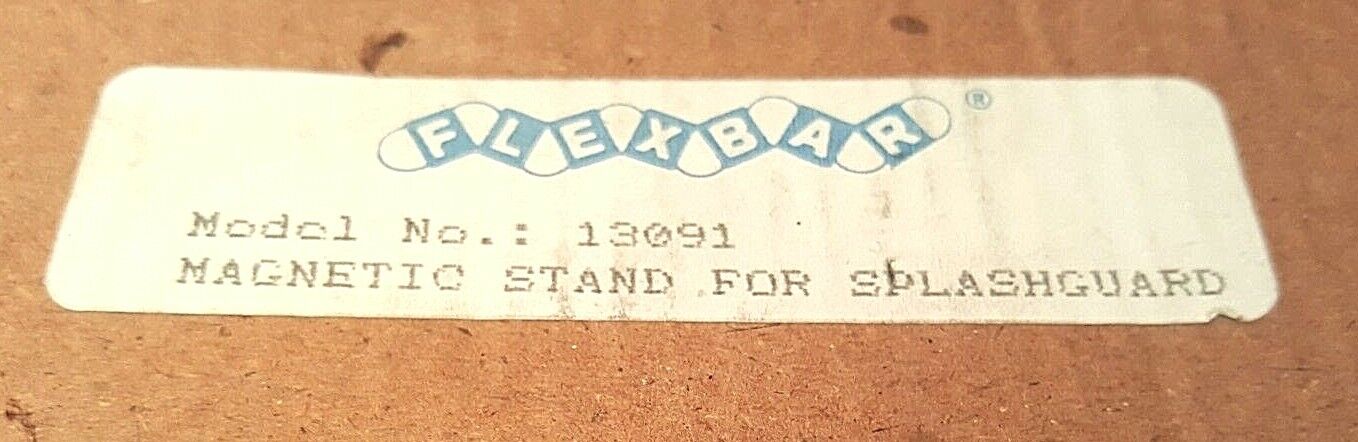 FLEXBAR®
Model No.: 13091
MAGNETIC STAND FOR SPLASHGUARD